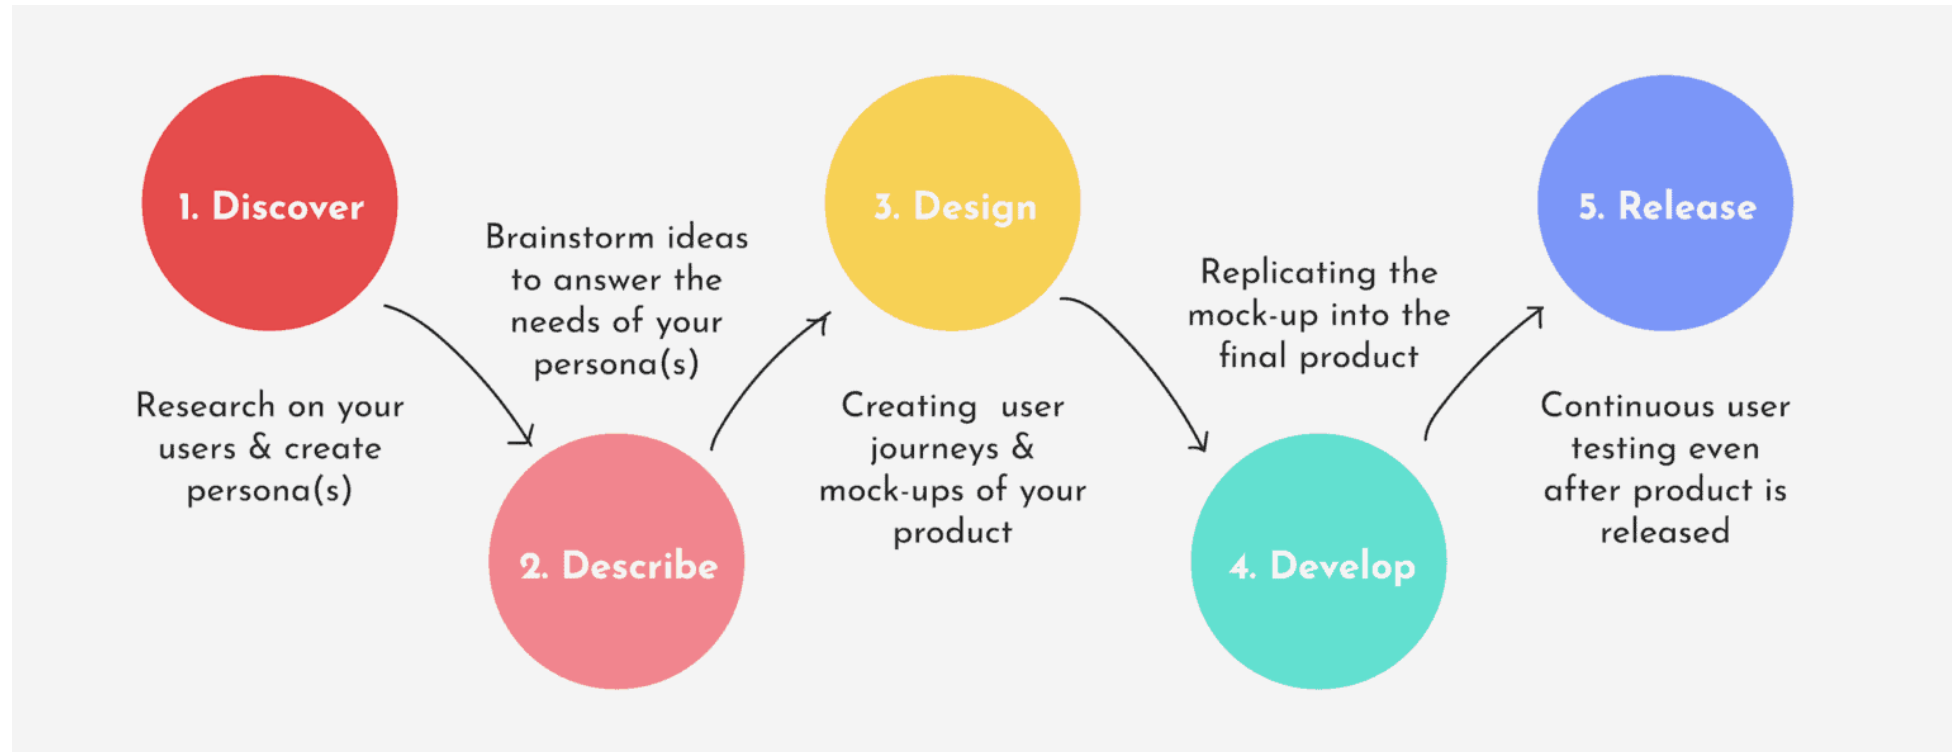 1. Discover
Research on your
users & create
persona(s)
Brainstorm ideas
to answer the
needs of your
persona(s)
2. Describe
3. Design
Creating user
journeys &
mock-ups of your
product
Replicating the
mock-up into the
final product
4. Develop
5. Release
Continuous user
testing even
after product is
released